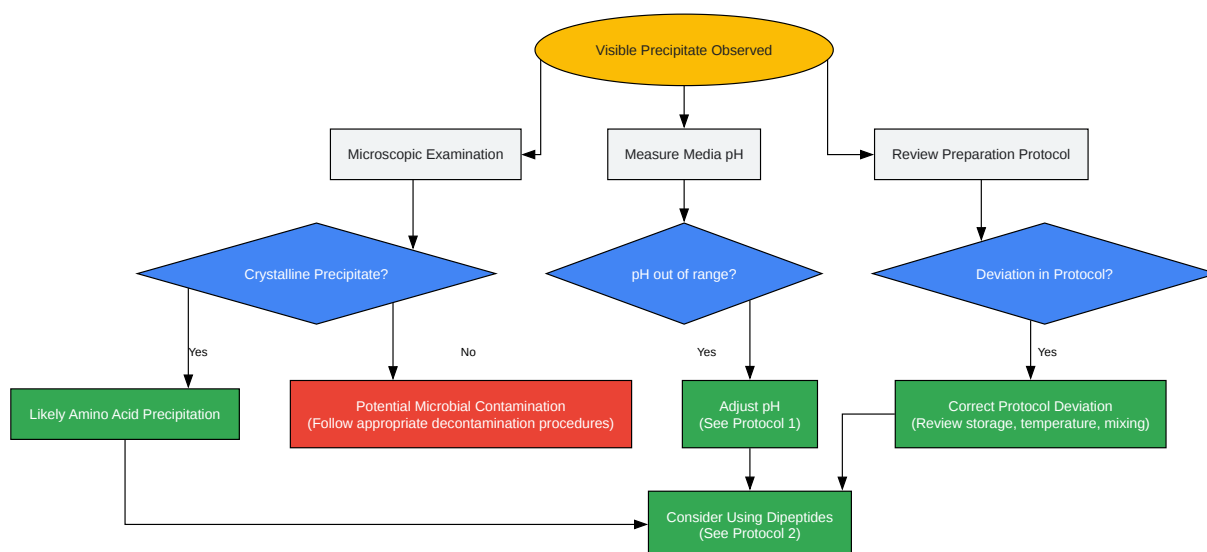 Visible Precipitate Observed
Microscopic Examination
Measure Media pH
Review Preparation Protocol
Crystalline Precipitate?
pH out of range?
Deviation in Protocol?
Yes
No
Yes
Yes
Likely Amino Acid Precipitation
Potential Microbial Contamination
(Follow appropriate decontamination procedures)
Adjust pH
(See Protocol 1)
Correct Protocol Deviation
(Review storage, temperature, mixing)
Consider Using Dipeptides
(See Protocol 2)